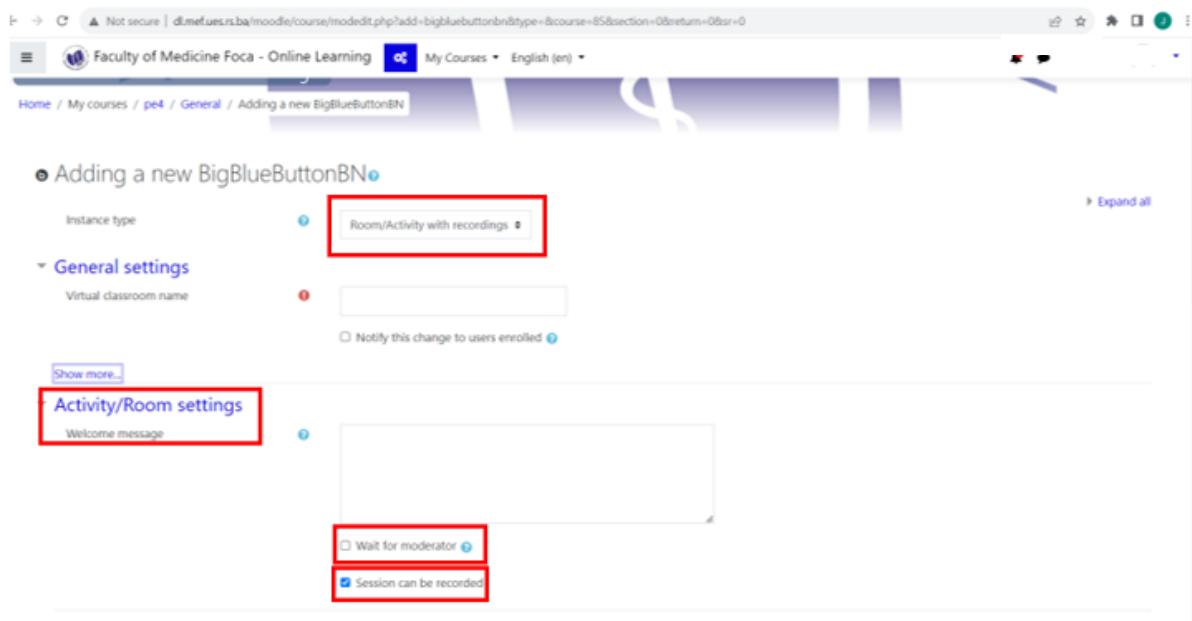 Not secure | dl.mef.ues.rs.ba/moodle/course/modedit.php?add=bigbluebuttonbn&type=&course=85&section=0&return=0&sr=0
J
Faculty of Medicine Foca - Online Learning My Courses English (en)
Home / My courses / pe4 / General / Adding a new BigBlueButtonBN
Adding a new BigBlueButtonBN
Expand all
Instance type Room/Activity with recordings
General settings
Virtual classroom name
Notify this change to users enrolled
Show more...
Activity/Room settings
Welcome message
Wait for moderator
Session can be recorded